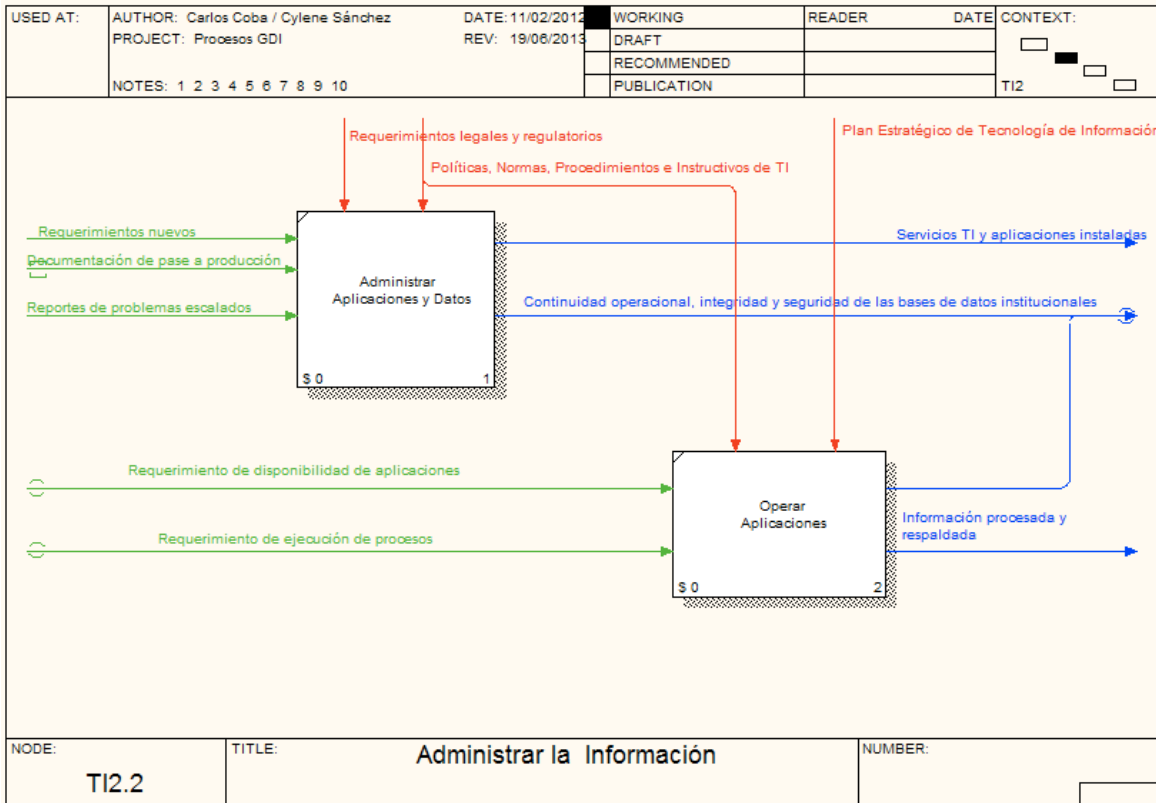 USED AT:
AUTHOR: Carlos Coba / Cylene Sánchez
DATE: 11/02/2012
PROJECT: Procesos GDI
REV: 19/06/2013
NOTES: 1 2 3 4 5 6 7 8 9 10
WORKING
DRAFT
RECOMMENDED
PUBLICATION
READER
DATE
CONTEXT:
TI2
Requerimientos legales y regulatorios
Plan Estratégico de Tecnología de Información
Políticas, Normas, Procedimientos e Instructivos de TI
Requerimientos nuevos
Documentación de pase a producción
Reportes de problemas escalados
Administrar
Aplicaciones y Datos
$ 0
1
Servicios TI y aplicaciones instaladas
Continuidad operacional, integridad y seguridad de las bases de datos institucionales
Requerimiento de disponibilidad de aplicaciones
Requerimiento de ejecución de procesos
Operar
Aplicaciones
$ 0
2
Información procesada y
respaldada
NODE:
TI2.2
TITLE:
Administrar la Información
NUMBER: